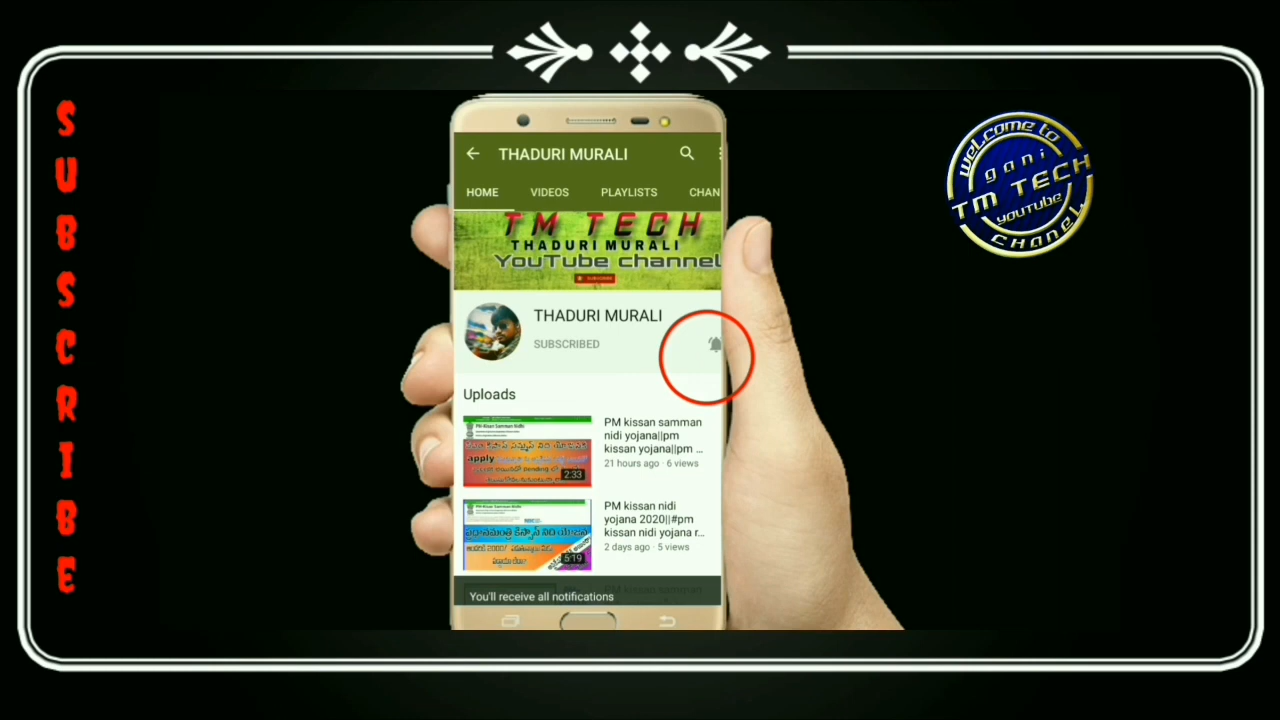 SUBSCRIBE
THADURI MURALI
HOME VIDEOS PLAYLISTS CHAN
TM TECH
THADURI MURALI
YouTube channel
SUBSCRIBE
THADURI MURALI
SUBSCRIBED
Uploads
PM Kisan Samman Nidhi
apply
2:33
PM kissan samman
nidi yojana||pm
kissan yojana||pm ...
21 hours ago · 6 views
5:19
PM kissan nidi
yojana 2020||#pm
kissan nidi yojana r...
2 days ago · 5 views
You'll receive all notifications
welcome to
gani
TM TECH
youtube
CHANEL